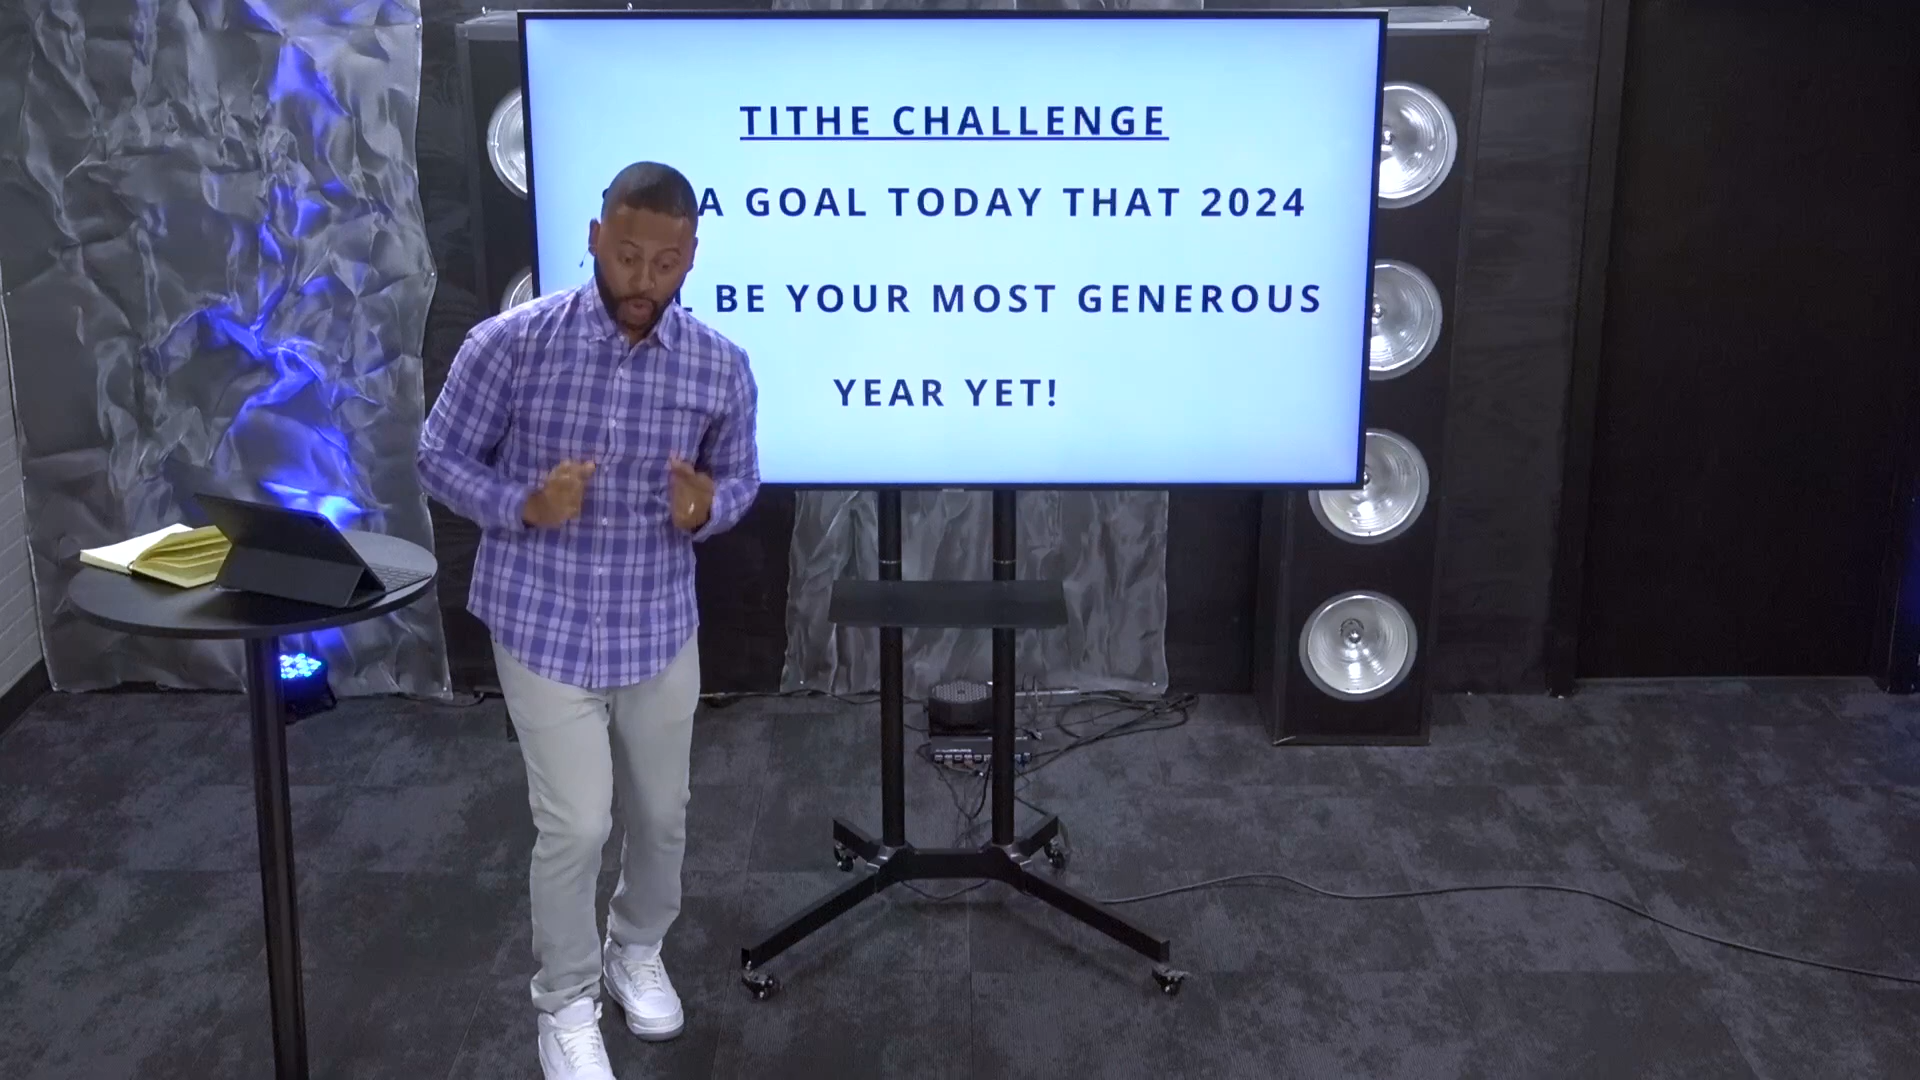 TITHE CHALLENGE
A GOAL TODAY THAT 2024
BE YOUR MOST GENEROUS
YEAR YET!